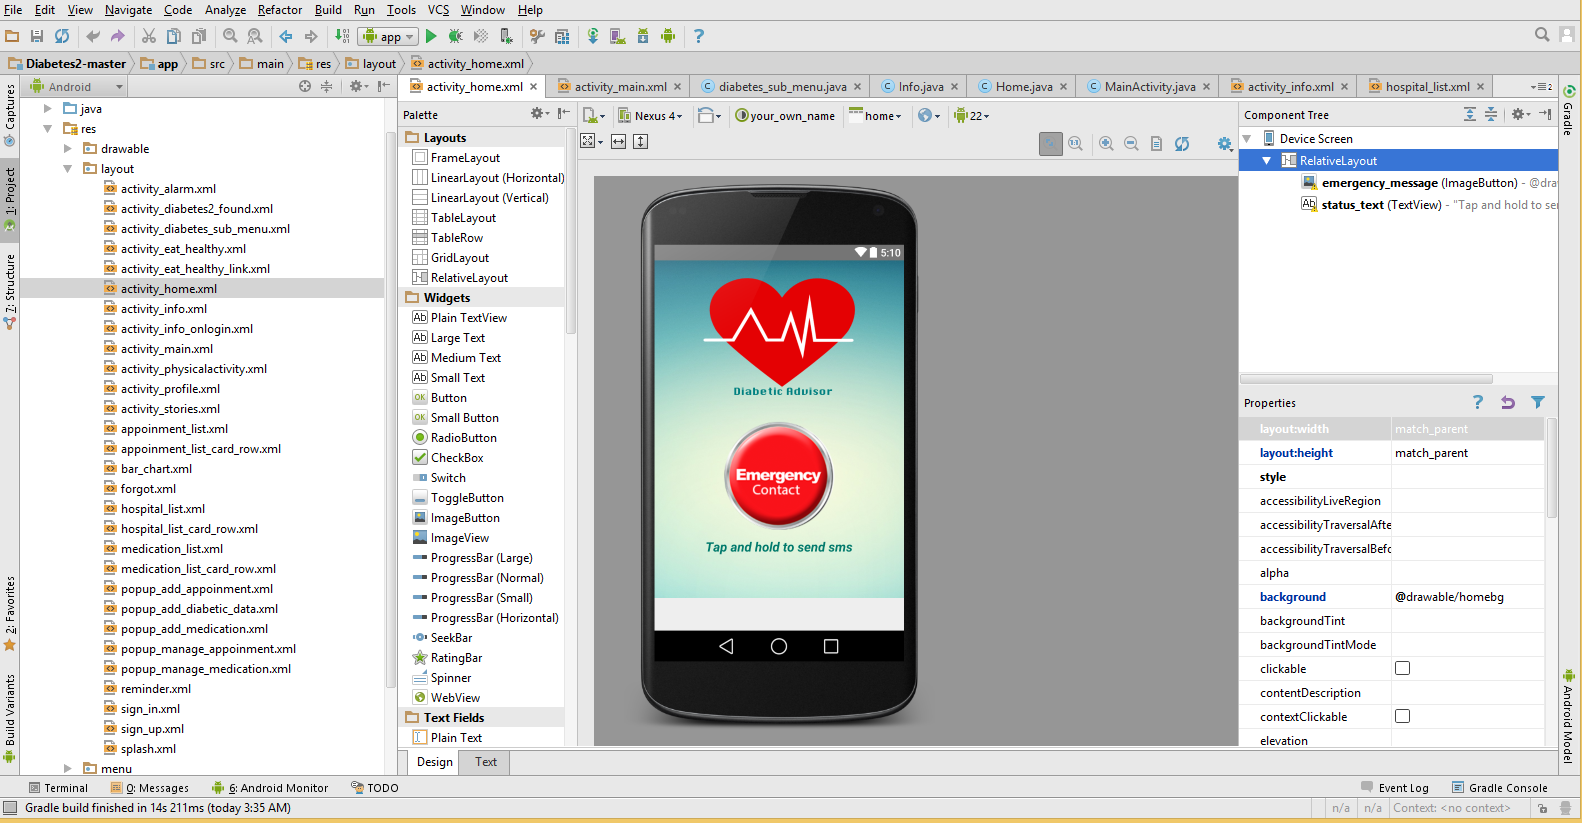 File Edit View Navigate Code Analyze Refactor Build Run Tools VCS Window Help
app
Diabetes2-master app src main res layout activity_home.xml
Android
activity_home.xml activity_main.xml diabetes_sub_menu.java Info.java Home.java MainActivity.java activity_info.xml hospital_list.xml 2
Captures
1: Project
7: Structure
2: Favorites
Build Variants
java
res
drawable
layout
activity_alarm.xml
activity_diabetes2_found.xml
activity_diabetes_sub_menu.xml
activity_eat_healthy.xml
activity_eat_healthy_link.xml
activity_home.xml
activity_info.xml
activity_info_onlogin.xml
activity_main.xml
activity_physicalactivity.xml
activity_profile.xml
activity_stories.xml
appoinment_list.xml
appoinment_list_card_row.xml
bar_chart.xml
forgot.xml
hospital_list.xml
hospital_list_card_row.xml
medication_list.xml
medication_list_card_row.xml
popup_add_appoinment.xml
popup_add_diabetic_data.xml
popup_add_medication.xml
popup_manage_appoinment.xml
popup_manage_medication.xml
reminder.xml
sign_in.xml
sign_up.xml
splash.xml
menu
Palette
Layouts
FrameLayout
LinearLayout (Horizontal)
LinearLayout (Vertical)
TableLayout
TableRow
GridLayout
RelativeLayout
Widgets
Ab Plain TextView
Ab Large Text
Ab Medium Text
Ab Small Text
OK Button
OK Small Button
RadioButton
CheckBox
Switch
ToggleButton
ImageButton
ImageView
ProgressBar (Large)
ProgressBar (Normal)
ProgressBar (Small)
ProgressBar (Horizontal)
SeekBar
RatingBar
Spinner
WebView
Text Fields
Plain Text
Design Text
Nexus 4 your_own_name home 22
5:10
Diabetic Advisor
Emergency
Contact
Tap and hold to send sms
Component Tree
Device Screen
RelativeLayout
emergency_message (ImageButton) - @dra
Ab status_text (TextView) - "Tap and hold to se
Properties
layout:width match_parent
layout:height match_parent
style
accessibilityLiveRegion
accessibilityTraversalAfte
accessibilityTraversalBefo
alpha
background @drawable/homebg
backgroundTint
backgroundTintMode
clickable
contentDescription
contextClickable
elevation
Gradle
Android Model
Terminal 0: Messages 6: Android Monitor TODO Event Log Gradle Console
Gradle build finished in 14s 211ms (today 3:35 AM) n/a n/a Context: <no context>